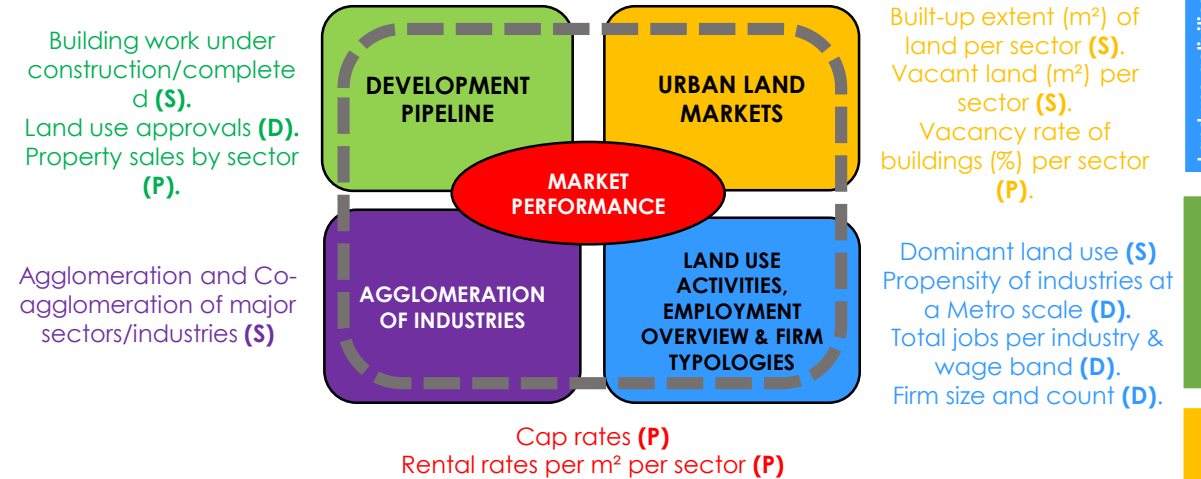 Building work under
construction/complete
d (S).
Land use approvals (D).
Property sales by sector
(P).
DEVELOPMENT
PIPELINE
URBAN LAND
MARKETS
Built-up extent (m²) of
land per sector (S).
Vacant land (m²) per
sector (S).
Vacancy rate of
buildings (%) per sector
(P).
MARKET
PERFORMANCE
Agglomeration and Co-
agglomeration of major
sectors/industries (S)
AGGLOMERATION
OF INDUSTRIES
LAND USE
ACTIVITIES,
EMPLOYMENT
OVERVIEW & FIRM
TYPOLOGIES
Dominant land use (S)
Propensity of industries at
a Metro scale (D).
Total jobs per industry &
wage band (D).
Firm size and count (D).
Cap rates (P)
Rental rates per m² per sector (P)